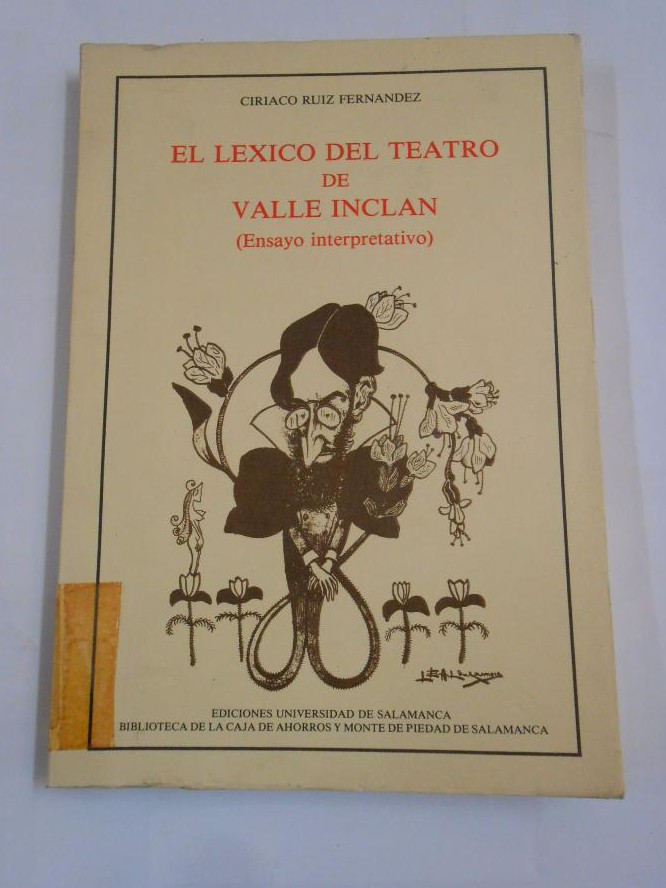 CIRIACO RUIZ FERNANDEZ
EL LEXICO DEL TEATRO
DE
VALLE INCLAN
(Ensayo interpretativo)
EDICIONES UNIVERSIDAD DE SALAMANCA
BIBLIOTECA DE LA CAJA DE AHORROS Y MONTE DE PIEDAD DE SALAMANCA